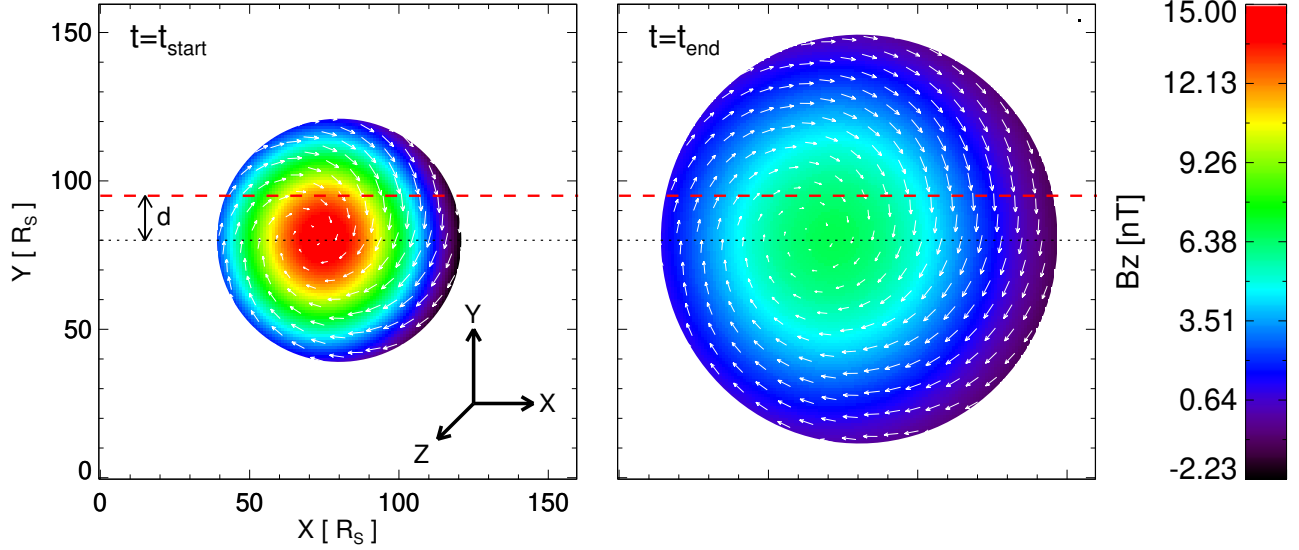 t=t_start
t=t_end
150
100
50
0
Y [ R_S ]
d
0
50
100
150
X [ R_S ]
Y
X
Z
15.00
12.13
9.26
6.38
3.51
0.64
-2.23
Bz [nT]